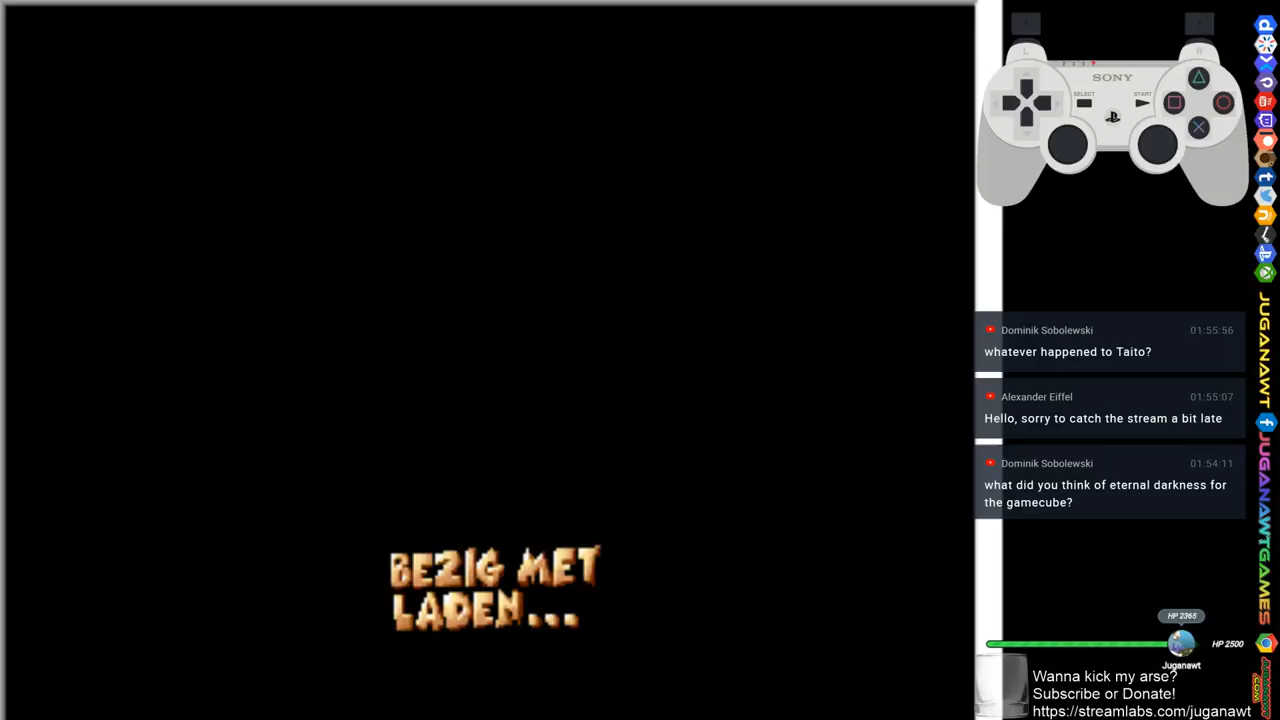 BEZIG MET
LADEN...
L
R
SONY
SELECT
START
Dominik Sobolewski 01:55:56
whatever happened to Taito?
Alexander Eiffel 01:55:07
Hello, sorry to catch the stream a bit late
Dominik Sobolewski 01:54:11
what did you think of eternal darkness for
the gamecube?
HP 2365
HP 2500
Juganawt
Wanna kick my arse?
Subscribe or Donate!
https://streamlabs.com/juganawt
JUGANAWT
JUGANAWTGAMES